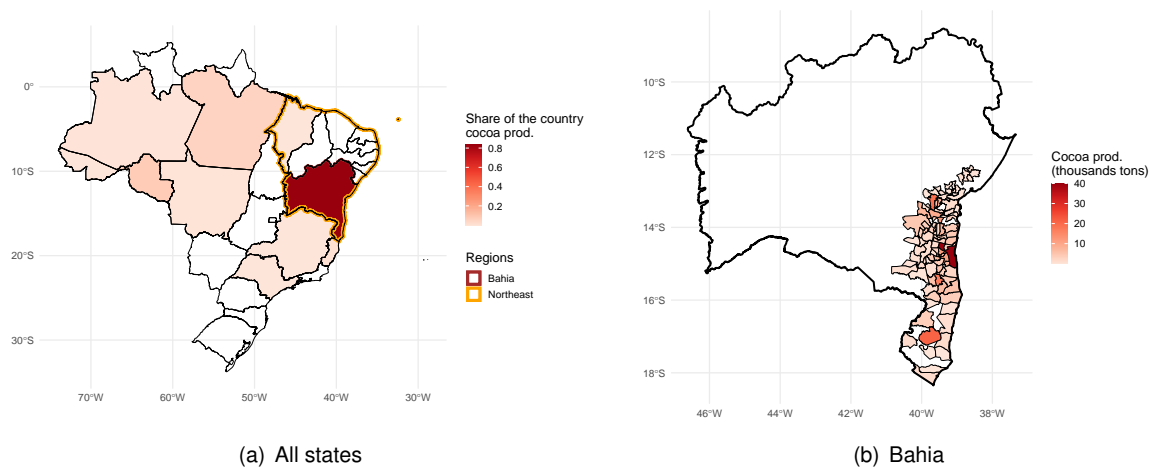 0°
10°S
20°S
30°S
70°W
60°W
50°W
40°W
30°W
Share of the country
cocoa prod.
0.8
0.6
0.4
0.2
Regions
Bahia
Northeast
(a) All states
10°S
12°S
14°S
16°S
18°S
46°W
44°W
42°W
40°W
38°W
Cocoa prod.
(thousands tons)
40
30
20
10
(b) Bahia